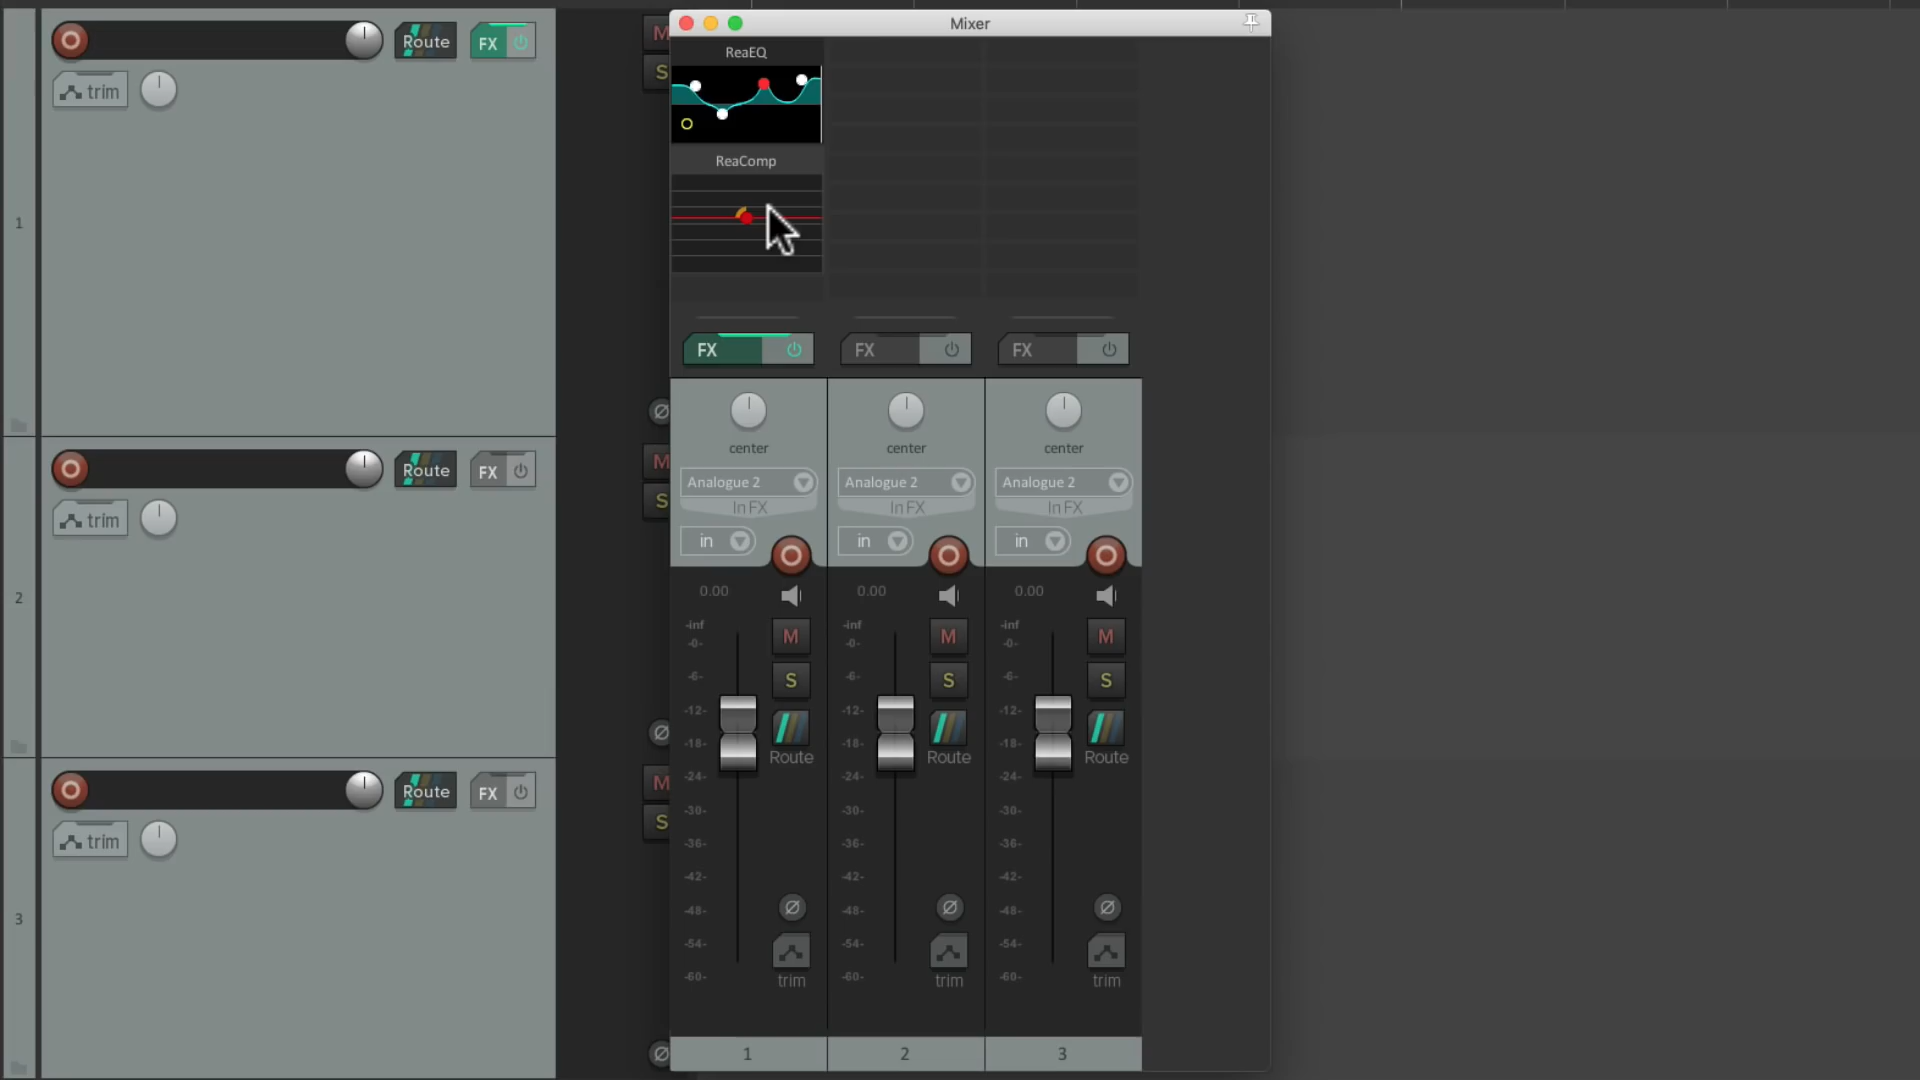 Route
FX
trim
1
Route
FX
trim
2
Route
FX
trim
3
M
S
M
S
M
S
Mixer
ReaEQ
ReaComp
FX
FX
FX
center
center
center
Analogue 2
Analogue 2
Analogue 2
In FX
In FX
In FX
in
in
in
0.00
0.00
0.00
-inf
-0-
-6-
-12-
-18-
-24-
-30-
-36-
-42-
-48-
-54-
-60-
M
S
Route
Ø
trim
-inf
-0-
-6-
-12-
-18-
-24-
-30-
-36-
-42-
-48-
-54-
-60-
M
S
Route
Ø
trim
-inf
-0-
-6-
-12-
-18-
-24-
-30-
-36-
-42-
-48-
-54-
-60-
M
S
Route
Ø
trim
1
2
3